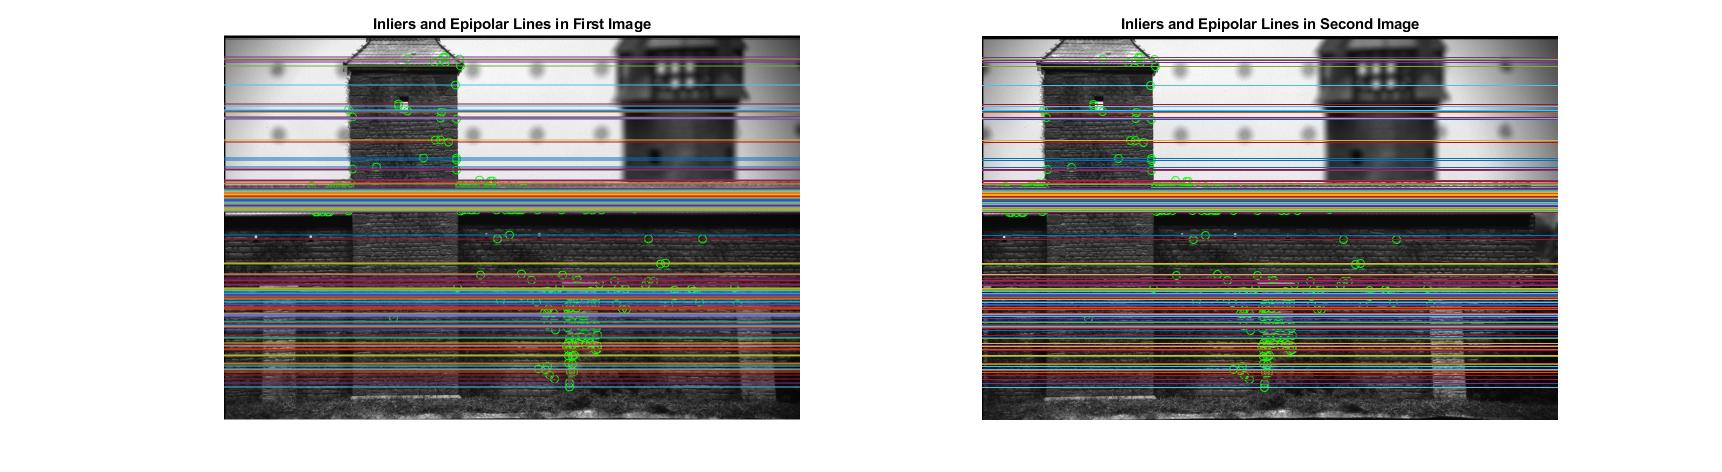 Inliers and Epipolar Lines in First Image
Inliers and Epipolar Lines in Second Image